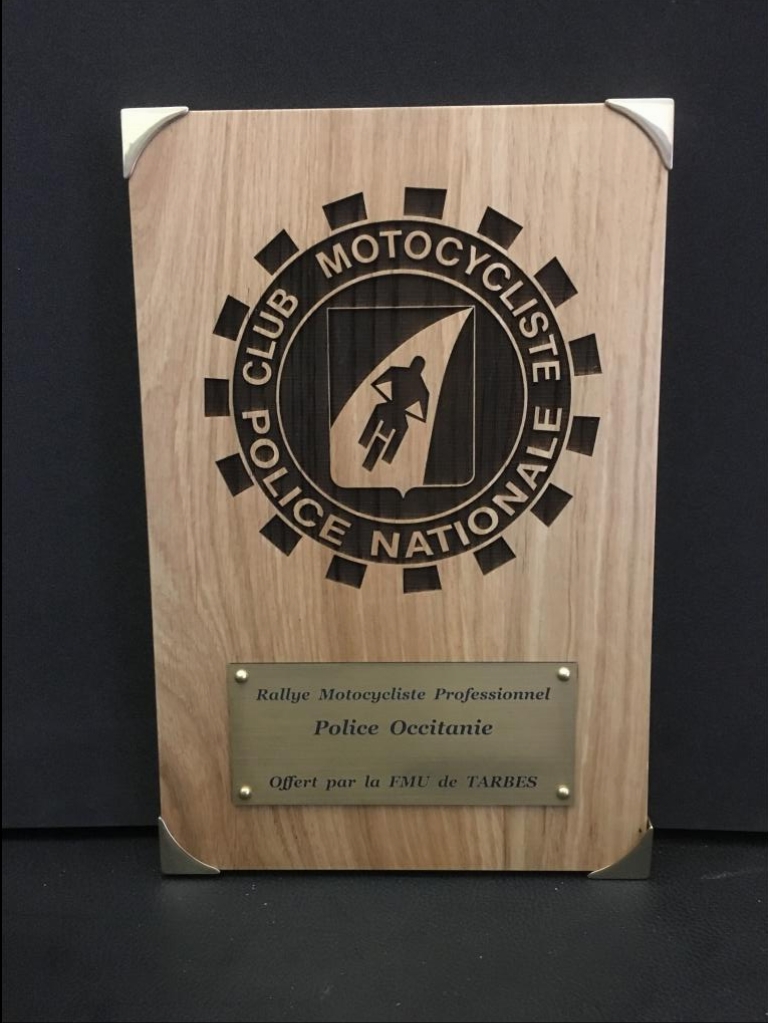 CLUB MOTOCYCLISTE
POLICE NATIONALE
Rallye Motocycliste Professionnel
Police Occitanie
Offert par la FMU de TARBES